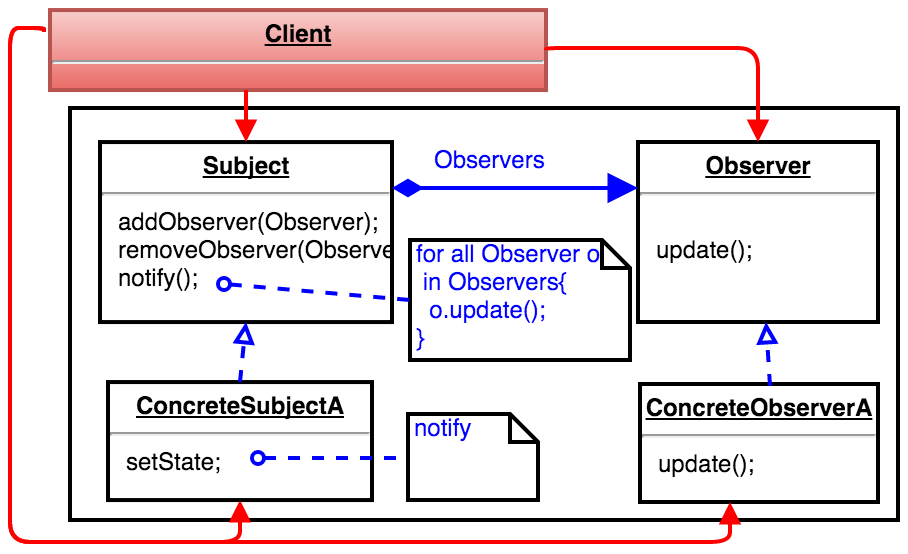 Client
Subject
addObserver(Observer);
removeObserver(Observe
notify();
Observers
Observer
update();
for all Observer o
in Observers{
o.update();
}
ConcreteSubjectA
setState;
notify
ConcreteObserverA
update();